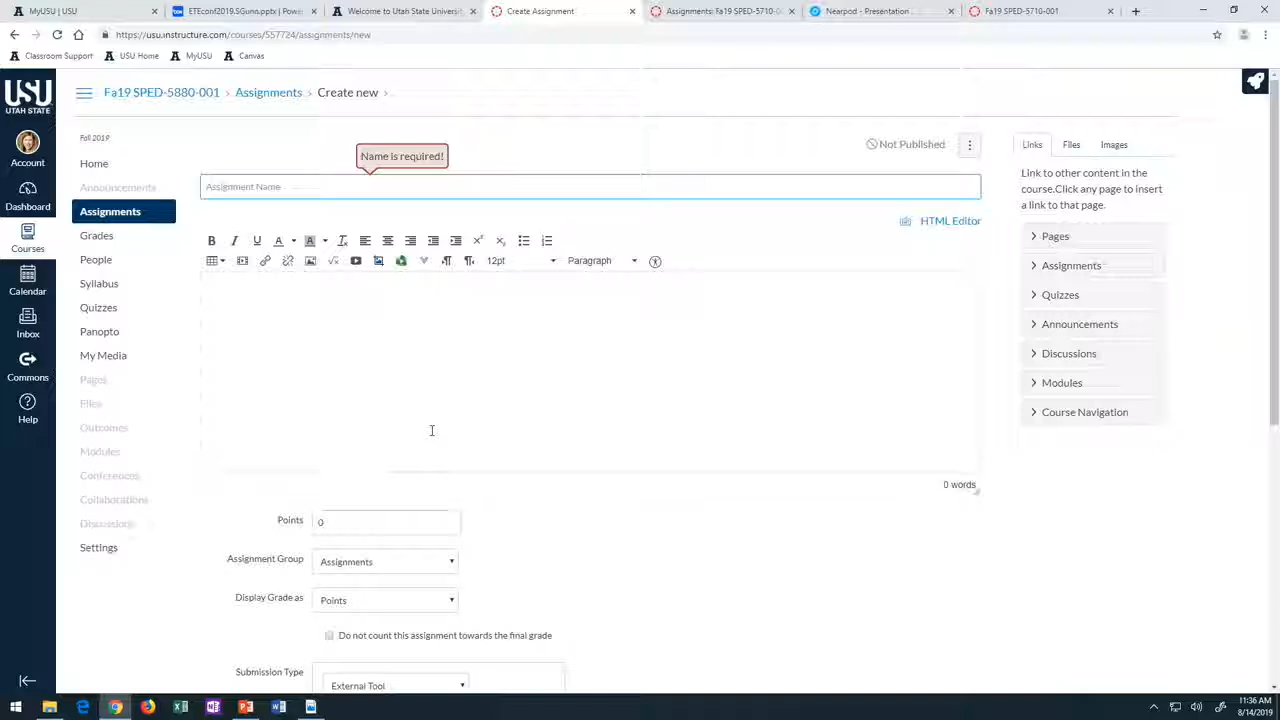 MyUSU | USU
ETEconf2019.SGuno.pptx | Power
Welcome to Utah State Universit
Create Assignment
Assignments: Fa19 SPED-5710-00
Nearpod - Presentation
Fa19 SPED-5710-001
https://usu.instructure.com/courses/557724/assignments/new
Classroom Support
USU Home
MyUSU
Canvas
USU
UTAH STATE
Account
Dashboard
Courses
Calendar
Inbox
Commons
Help
Fa19 SPED-5880-001 › Assignments › Create new ›
Fall 2019
Home
Announcements
Assignments
Grades
People
Syllabus
Quizzes
Panopto
My Media
Pages
Files
Outcomes
Modules
Conferences
Collaborations
Discussions
Settings
Name is required!
Not Published
Assignment Name
HTML Editor
B I U A A
12pt
Paragraph
0 words
Points
0
Assignment Group
Assignments
Display Grade as
Points
Do not count this assignment towards the final grade
Submission Type
External Tool
Links
Files
Images
Link to other content in the
course.Click any page to insert
a link to that page.
Pages
Assignments
Quizzes
Announcements
Discussions
Modules
Course Navigation
11:36 AM
8/14/2019